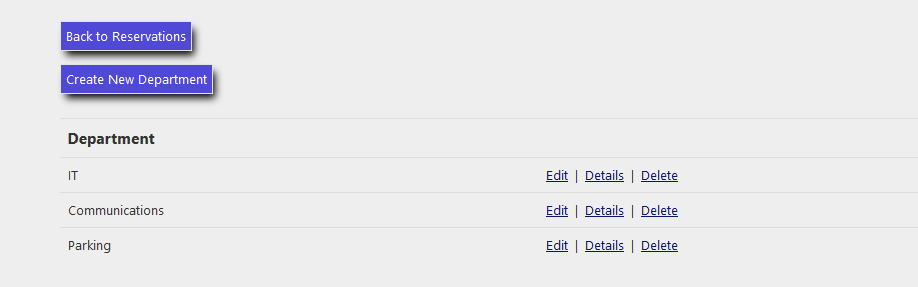 Back to Reservations
Create New Department
Department
IT Edit | Details | Delete
Communications Edit | Details | Delete
Parking Edit | Details | Delete